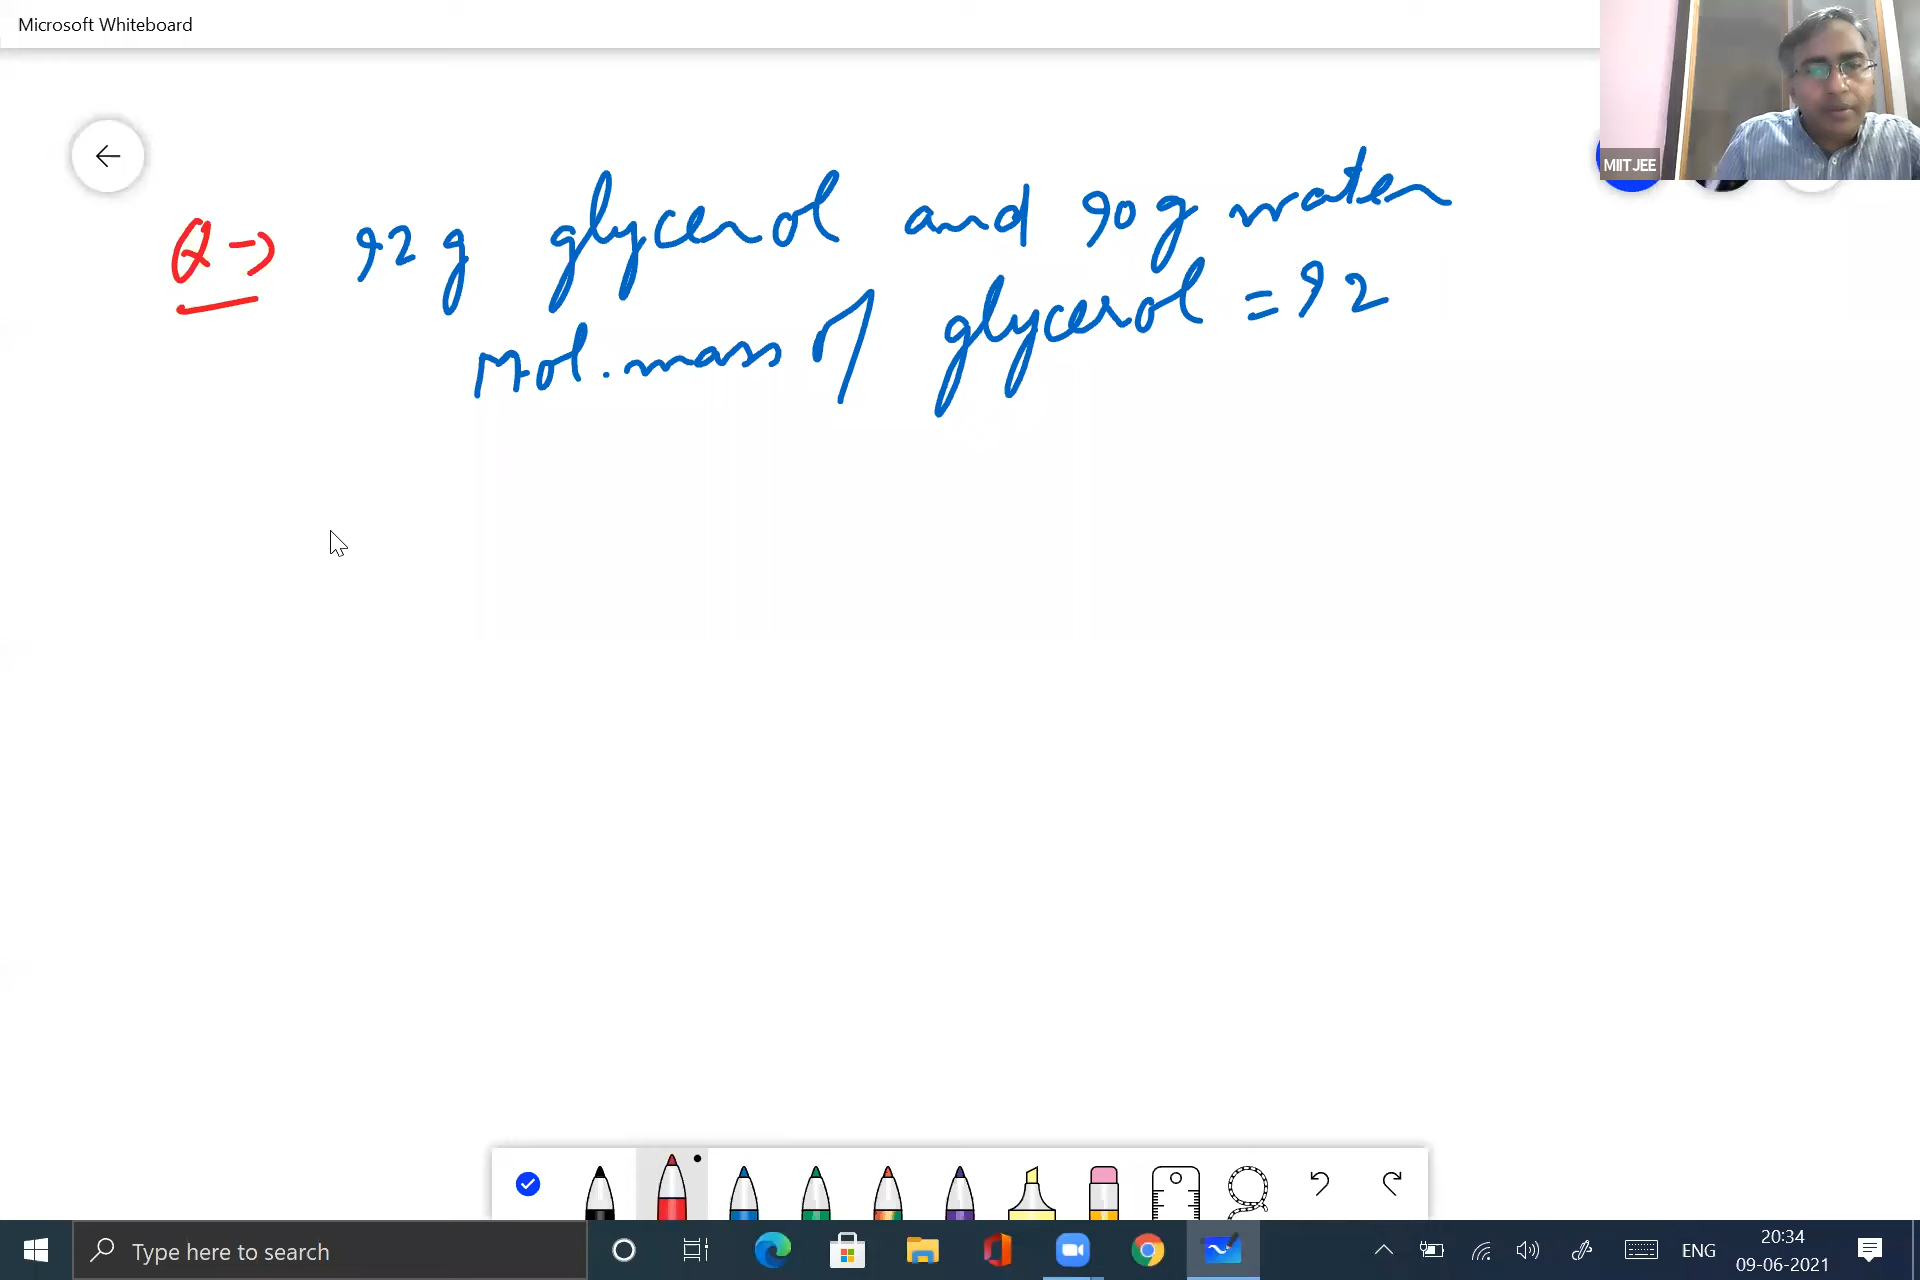 Microsoft Whiteboard
MIIT JEE
Q → 92 g glycerol and 90 g water
Mol. mass of glycerol = 92
Type here to search
ENG
20:34
09-06-2021